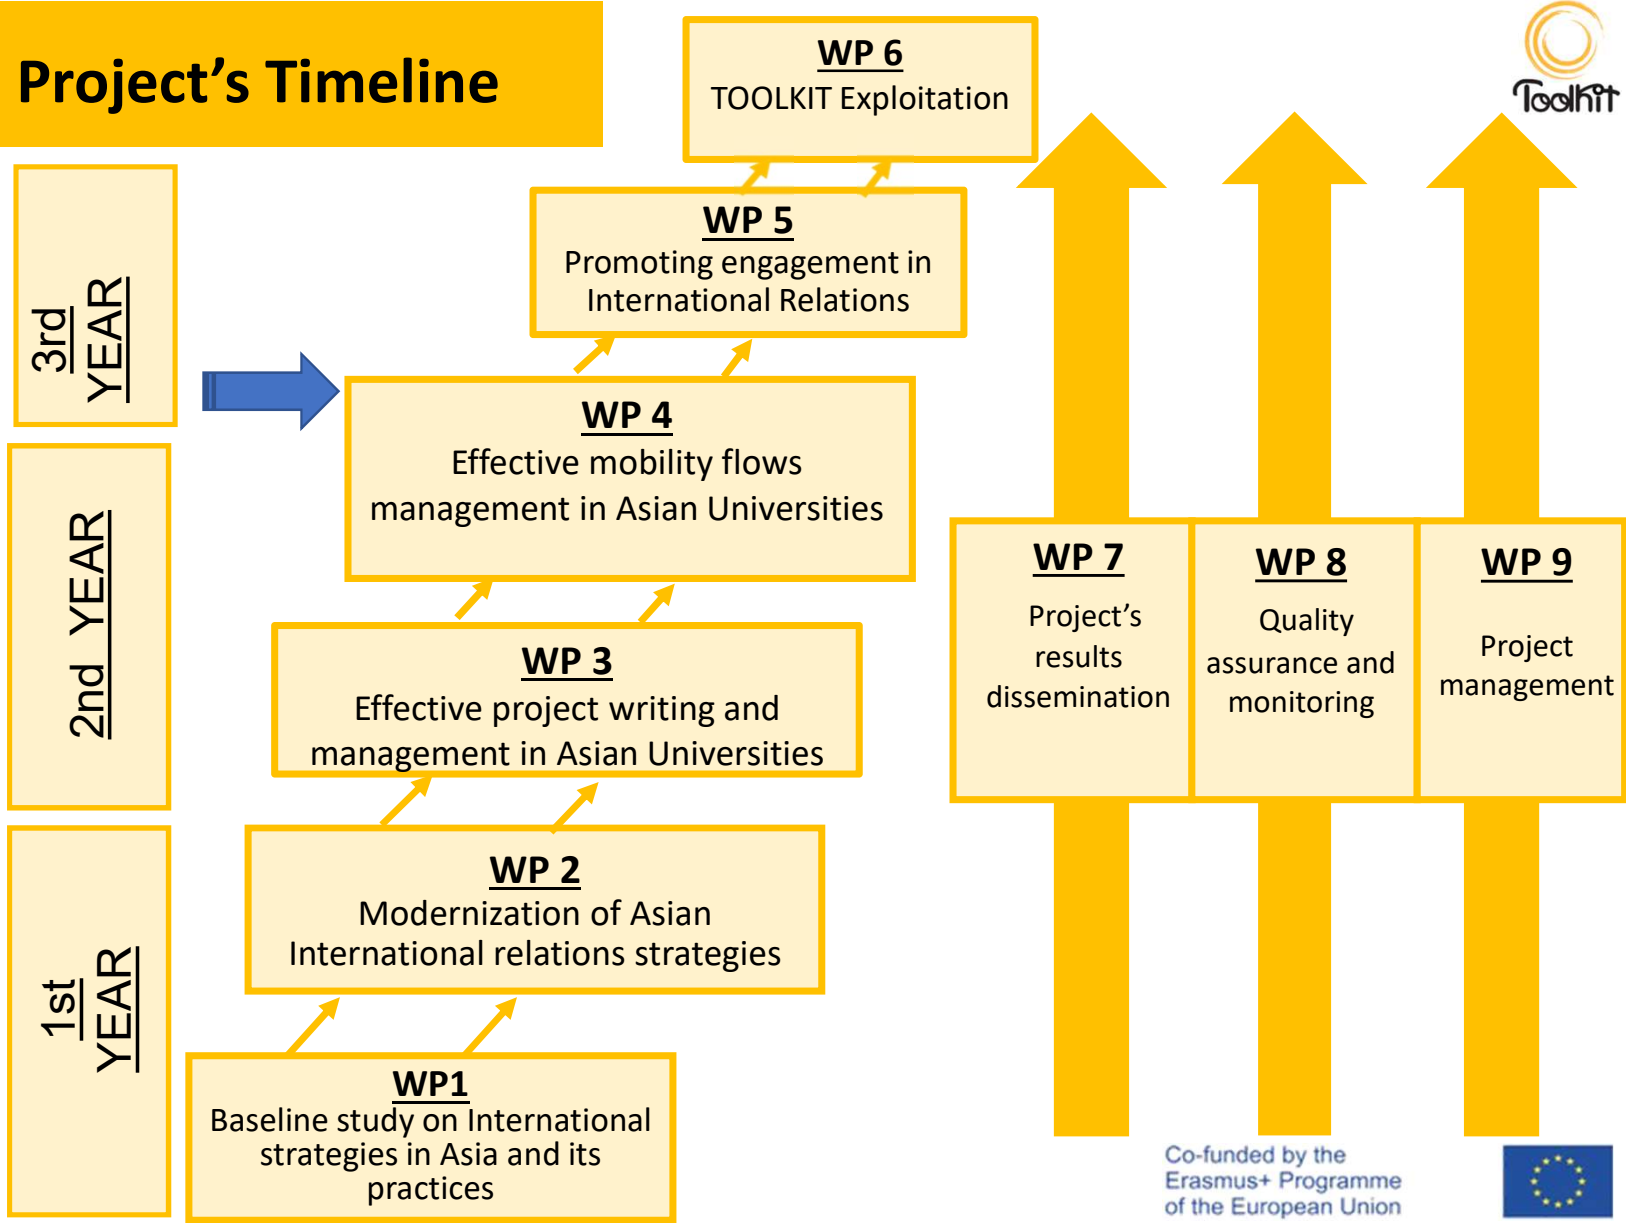 Project’s Timeline
Toolkit
WP 6
TOOLKIT Exploitation
WP 5
Promoting engagement in
International Relations
3rd
YEAR
WP 4
Effective mobility flows
management in Asian Universities
2nd YEAR
WP 3
Effective project writing and
management in Asian Universities
WP 7
Project’s
results
dissemination
WP 8
Quality
assurance and
monitoring
WP 9
Project
management
1st
YEAR
WP 2
Modernization of Asian
International relations strategies
WP1
Baseline study on International
strategies in Asia and its
practices
Co-funded by the
Erasmus+ Programme
of the European Union